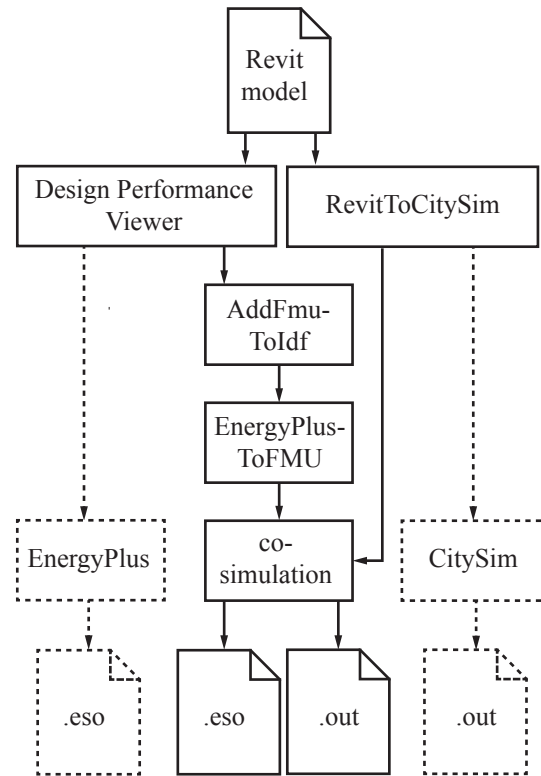 Revit
model
Design Performance
Viewer
RevitToCitySim
AddFmu-
ToIdf
EnergyPlus-
ToFMU
EnergyPlus
co-
simulation
CitySim
.eso
.eso
.out
.out